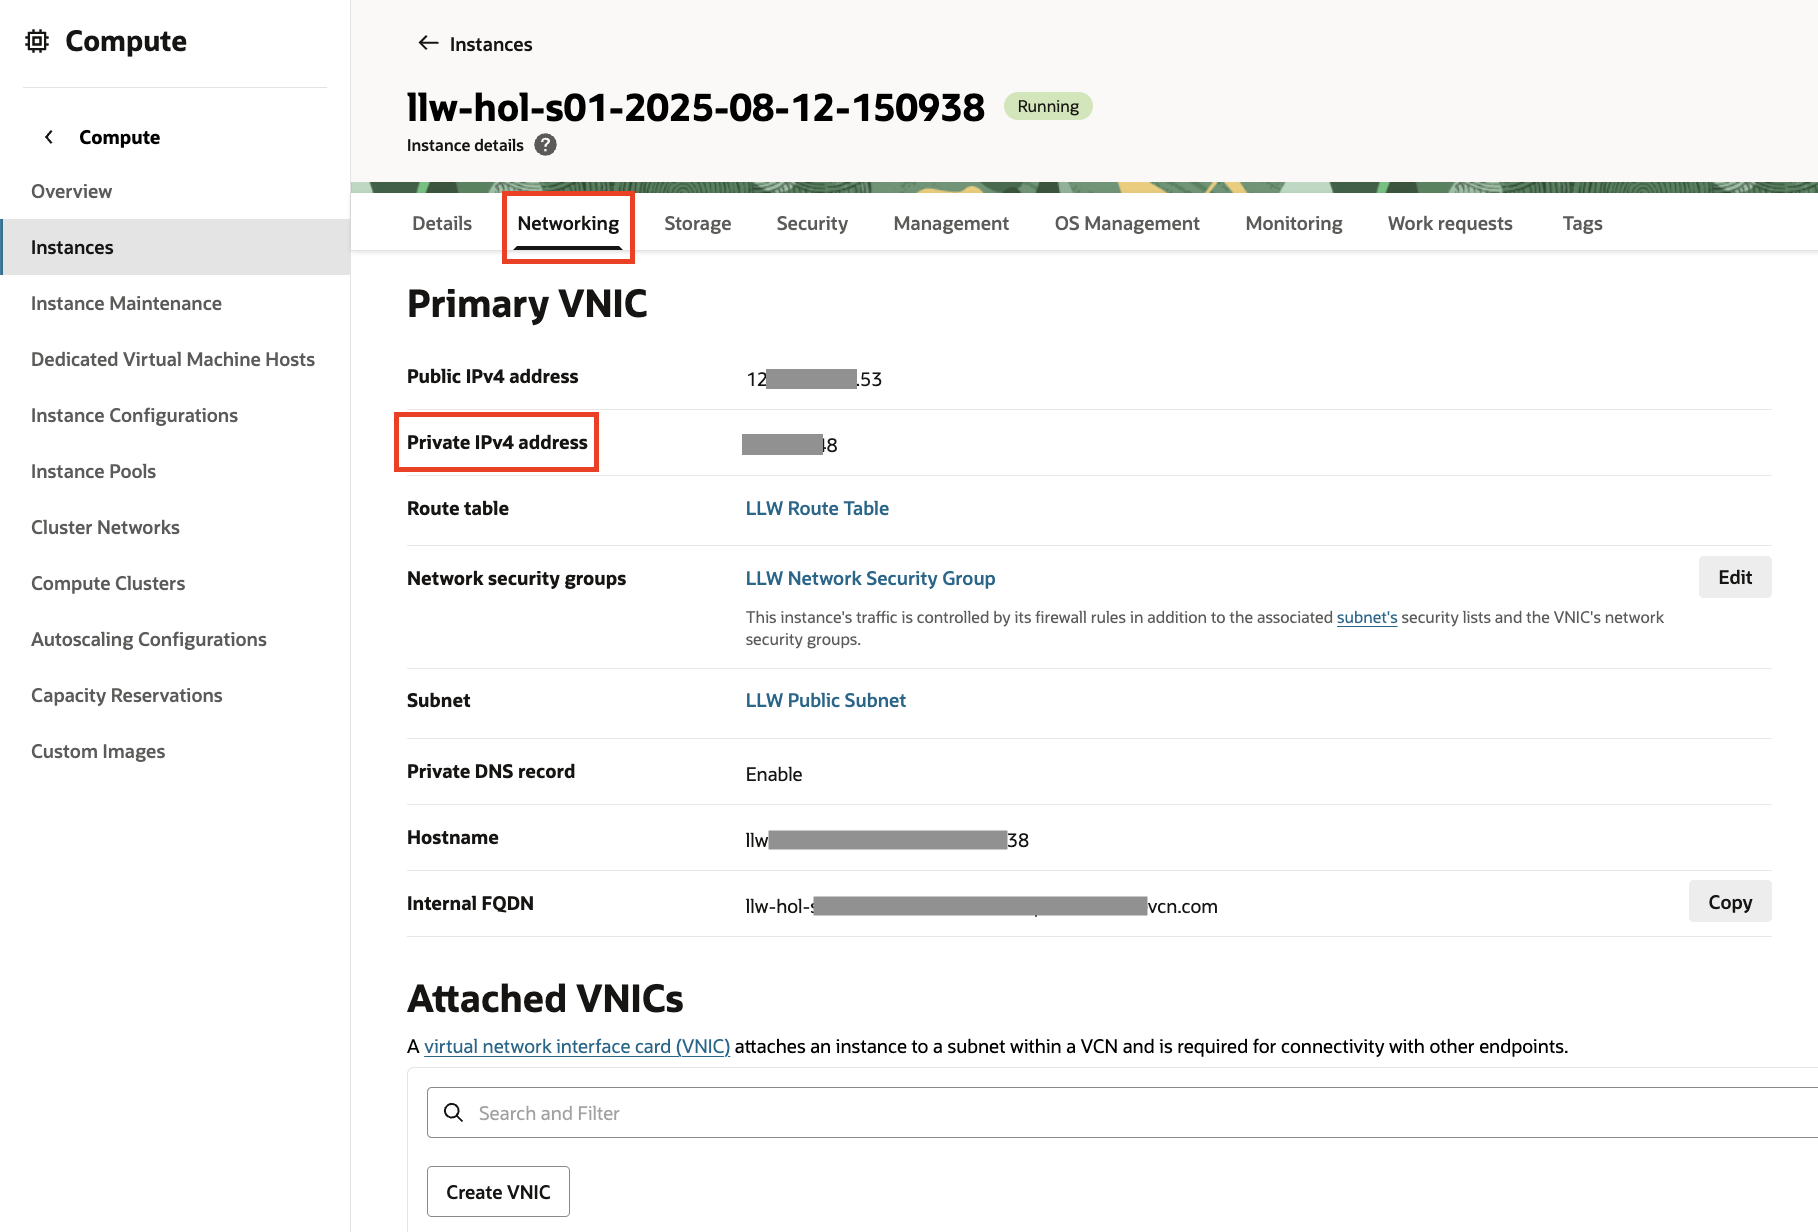 Compute
Compute
Overview
Instances
Instance Maintenance
Dedicated Virtual Machine Hosts
Instance Configurations
Instance Pools
Cluster Networks
Compute Clusters
Autoscaling Configurations
Capacity Reservations
Custom Images
Instances
llw-hol-s01-2025-08-12-150938 Running
Instance details ?
Details Networking Storage Security Management OS Management Monitoring Work requests Tags
Primary VNIC
Public IPv4 address 12 .53
Private IPv4 address 48
Route table LLW Route Table
Network security groups LLW Network Security Group Edit
This instance's traffic is controlled by its firewall rules in addition to the associated subnet's security lists and the VNIC's network
security groups.
Subnet LLW Public Subnet
Private DNS record Enable
Hostname llw 38
Internal FQDN llw-hol-s vcn.com Copy
Attached VNICs
A virtual network interface card (VNIC) attaches an instance to a subnet within a VCN and is required for connectivity with other endpoints.
Search and Filter
Create VNIC